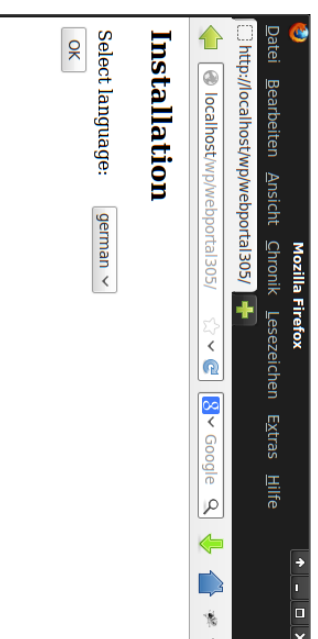 Mozilla Firefox
Datei Bearbeiten Ansicht Chronik Lesezeichen Extras Hilfe
http://localhost/wp/webportal305/
localhost/wp/webportal305/ Google
Installation
Select language: german
OK